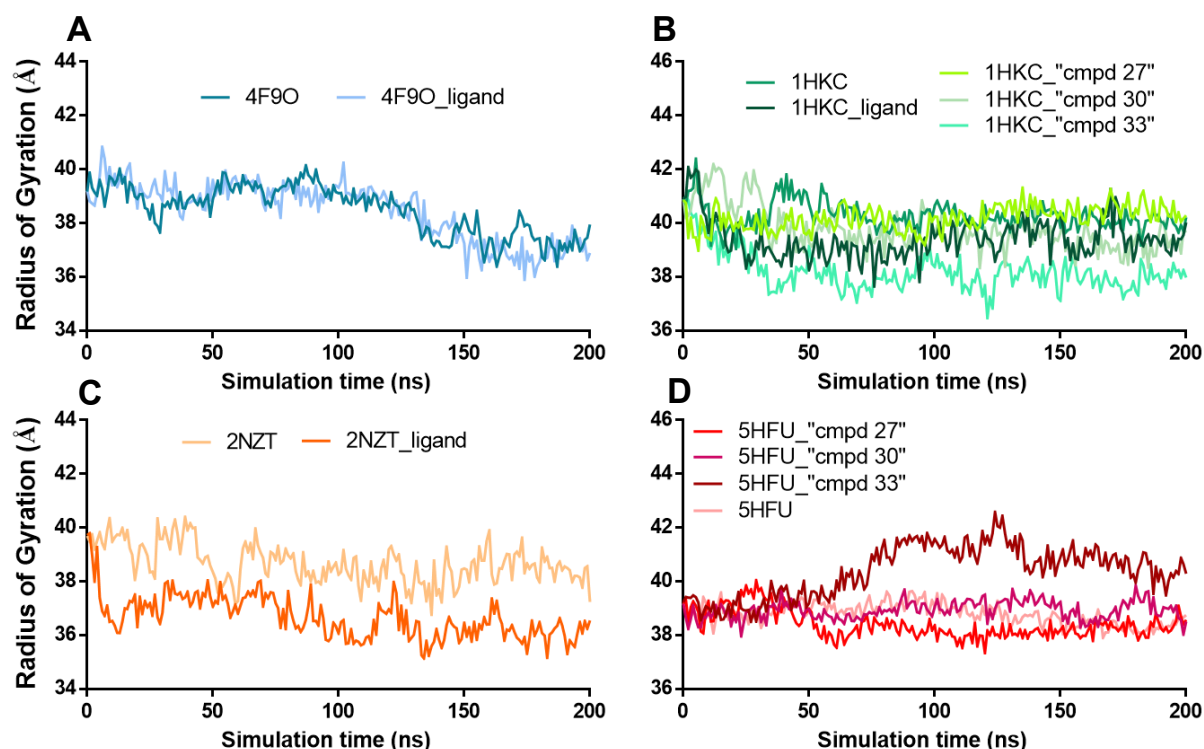 A
44
42
40
38
36
34
Radius of Gyration (Å)
4F9O
4F9O_ligand
0
50
100
150
200
Simulation time (ns)
B
46
44
42
40
38
36
1HKC
1HKC_ligand
1HKC_"cmpd 27"
1HKC_"cmpd 30"
1HKC_"cmpd 33"
0
50
100
150
200
Simulation time (ns)
C
44
42
40
38
36
34
Radius of Gyration (Å)
2NZT
2NZT_ligand
0
50
100
150
200
Simulation time (ns)
D
46
44
42
40
38
36
5HFU_"cmpd 27"
5HFU_"cmpd 30"
5HFU_"cmpd 33"
5HFU
0
50
100
150
200
Simulation time (ns)